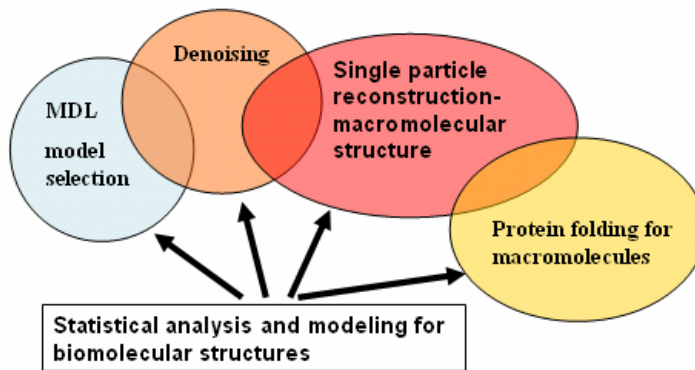 MDL
model
selection
Denoising
Single particle
reconstruction-
macromolecular
structure
Protein folding for
macromolecules
Statistical analysis and modeling for
biomolecular structures